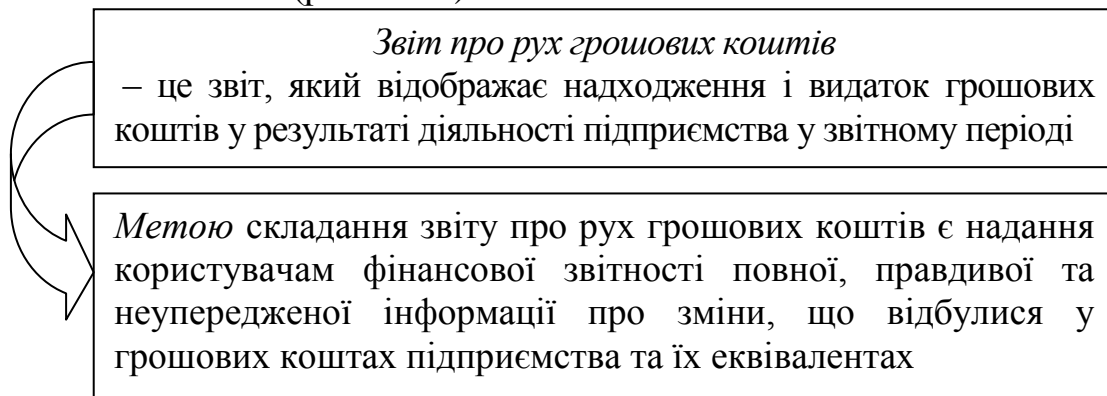 Звіт про рух грошових коштів
– це звіт, який відображає надходження і видаток грошових
коштів у результаті діяльності підприємства у звітному періоді
Метою складання звіту про рух грошових коштів є надання
користувачам фінансової звітності повної, правдивої та
неупередженої інформації про зміни, що відбулися у
грошових коштах підприємства та їх еквівалентах